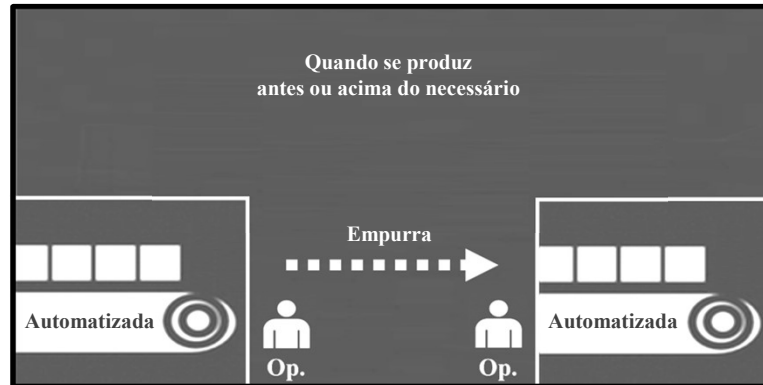 Quando se produz
antes ou acima do necessário
Empurra
Automatizada
Automatizada
Op.
Op.